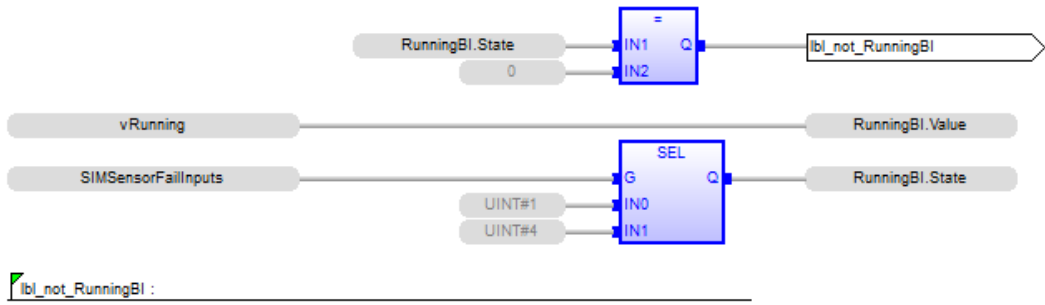 =
RunningBI.State IN1 Q lbl_not_RunningBI
0 IN2
vRunning RunningBI.Value
SEL
SIMSensorFailInputs G Q RunningBI.State
UINT#1 IN0
UINT#4 IN1
lbl_not_RunningBI :